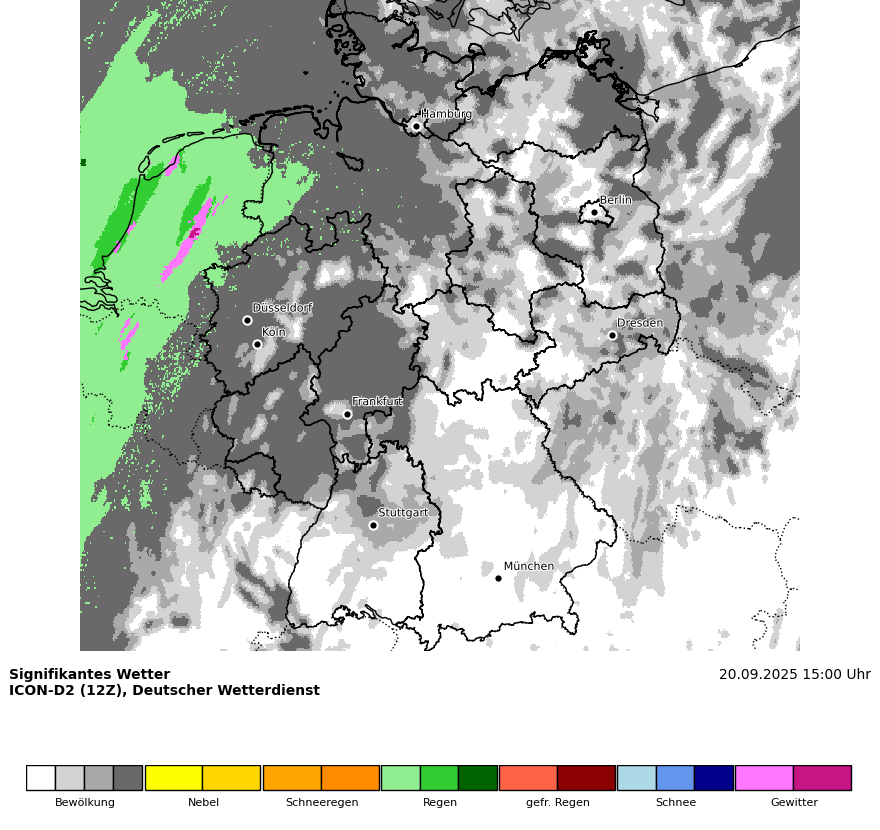 Hamburg
Berlin
Düsseldorf
Köln
Dresden
Frankfurt
Stuttgart
München
Signifikantes Wetter
20.09.2025 15:00 Uhr
ICON-D2 (12Z), Deutscher Wetterdienst
Bewölkung
Nebel
Schneeregen
Regen
gefr. Regen
Schnee
Gewitter